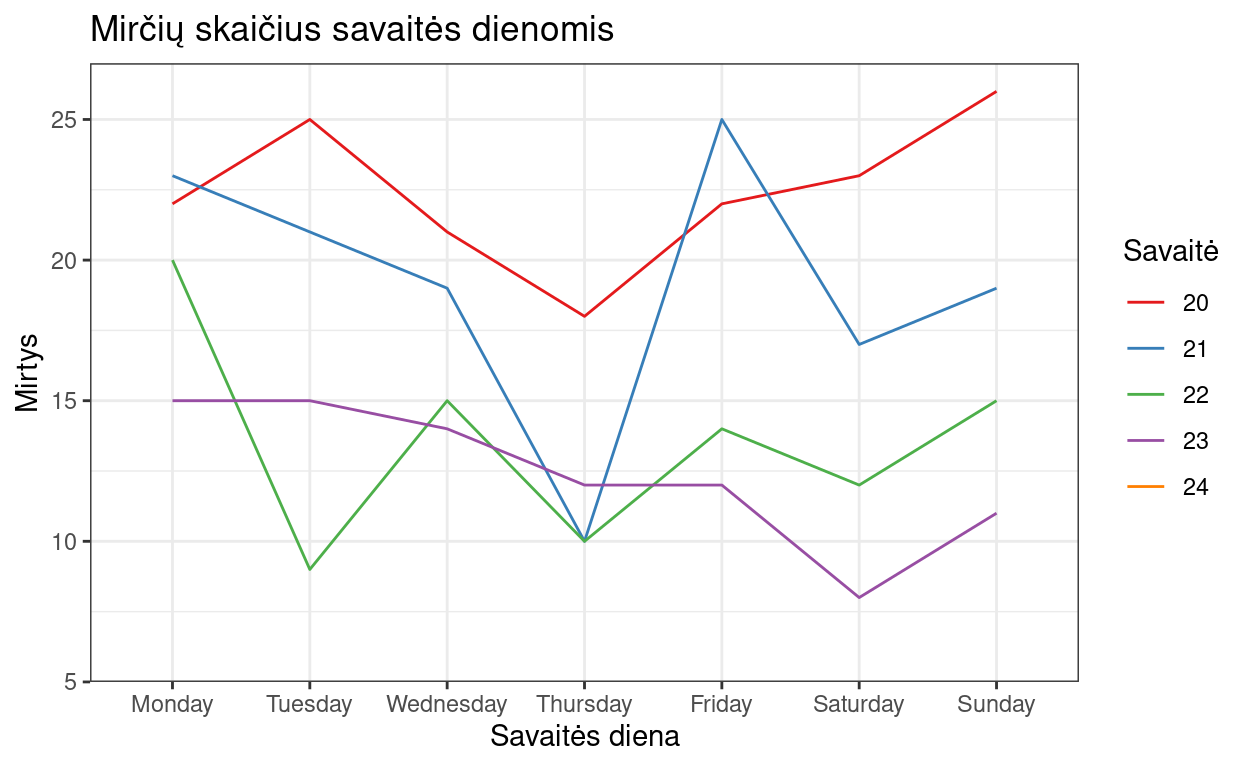 Mirčių skaičius savaitės dienomis
Mirtys
25
20
15
10
5
Monday Tuesday Wednesday Thursday Friday Saturday Sunday
Savaitės diena
Savaitė
20
21
22
23
24